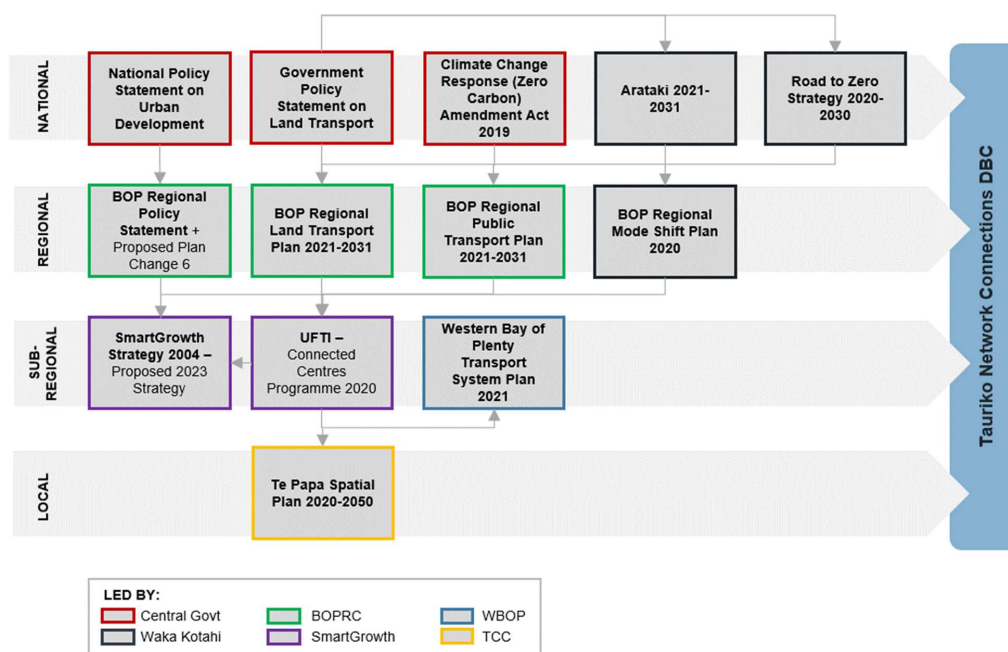 NATIONAL
National Policy
Statement on
Urban
Development
Government
Policy
Statement on
Land Transport
Climate Change
Response (Zero
Carbon)
Amendment Act
2019
Arataki 2021-
2031
Road to Zero
Strategy 2020-
2030
REGIONAL
BOP Regional
Policy
Statement +
Proposed Plan
Change 6
BOP Regional
Land Transport
Plan 2021-2031
BOP Regional
Public
Transport Plan
2021-2031
BOP Regional
Mode Shift Plan
2020
SUB-
REGIONAL
SmartGrowth
Strategy 2004 –
Proposed 2023
Strategy
UFTI –
Connected
Centres
Programme 2020
Western Bay of
Plenty
Transport
System Plan
2021
LOCAL
Te Papa Spatial
Plan 2020-2050
Tauriko Network Connections DBC
LED BY:
Central Govt
BOPRC
WBOP
Waka Kotahi
SmartGrowth
TCC